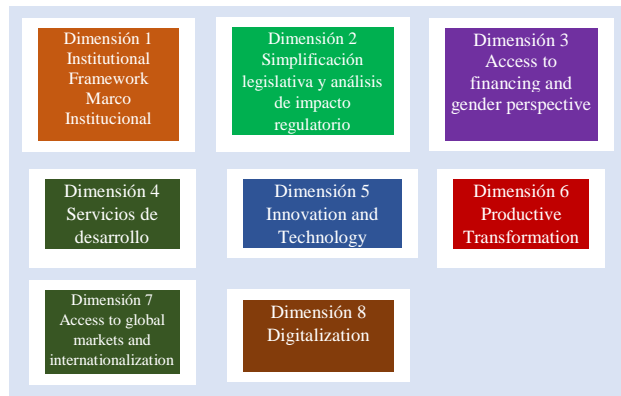 Dimensión 1
Institutional
Framework
Marco
Institucional
Dimensión 2
Simplificación
legislativa y análisis
de impacto
regulatorio
Dimensión 3
Access to
financing and
gender perspective
Dimensión 4
Servicios de
desarrollo
Dimensión 5
Innovation and
Technology
Dimensión 6
Productive
Transformation
Dimensión 7
Access to global
markets and
internationalization
Dimensión 8
Digitalization